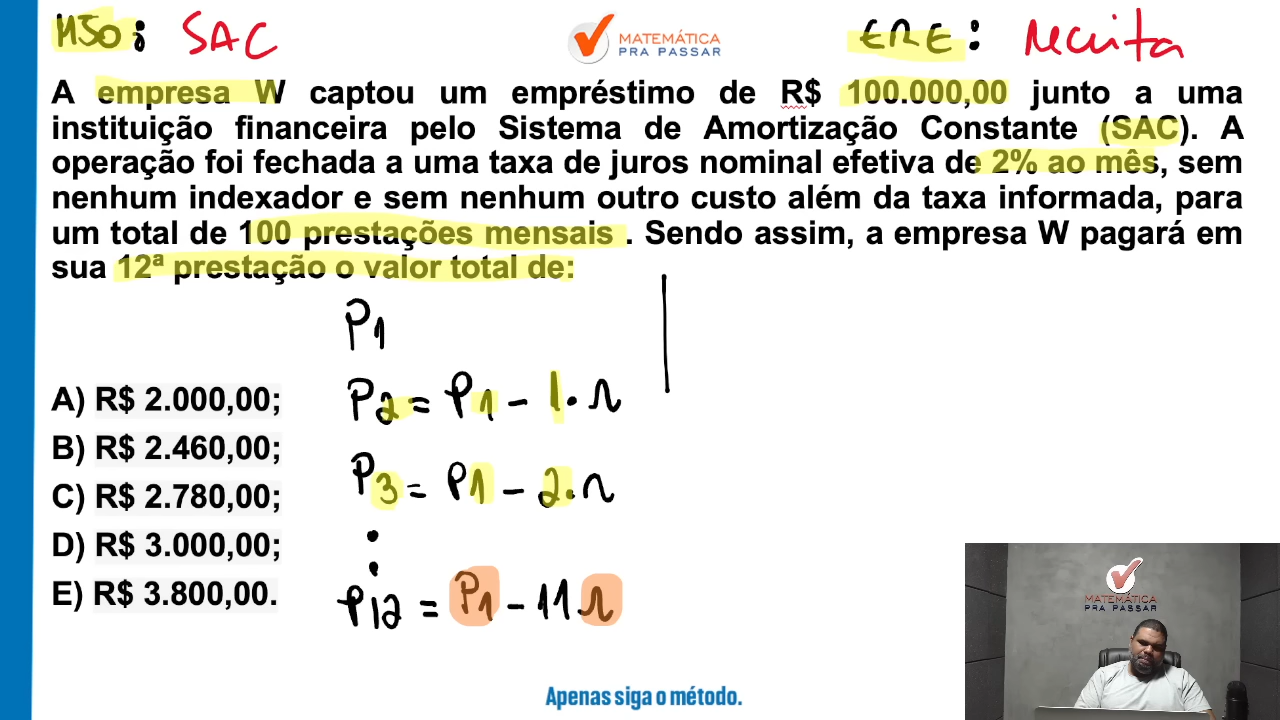 MJo: SAC
MATEMÁTICA
PRA PASSAR
ERE: receita
A empresa W captou um empréstimo de R$ 100.000,00 junto a uma
instituição financeira pelo Sistema de Amortização Constante (SAC). A
operação foi fechada a uma taxa de juros nominal efetiva de 2% ao mês, sem
nenhum indexador e sem nenhum outro custo além da taxa informada, para
um total de 100 prestações mensais . Sendo assim, a empresa W pagará em
sua 12ª prestação o valor total de:
P1
A) R$ 2.000,00;
P2 = P1 - 1.r
B) R$ 2.460,00;
C) R$ 2.780,00;
P3 = P1 - 2.r
D) R$ 3.000,00;
E) R$ 3.800,00.
P12 = P1 - 11r
MATEMÁTICA
PRA PASSAR
Apenas siga o método.